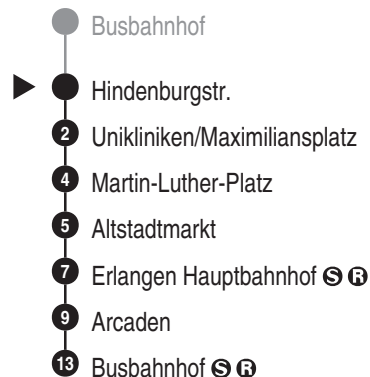 Busbahnhof
Hindenburgstr.
2 Unikliniken/Maximiliansplatz
4 Martin-Luther-Platz
5 Altstadtmarkt
7 Erlangen Hauptbahnhof S R
9 Arcaden
13 Busbahnhof S R